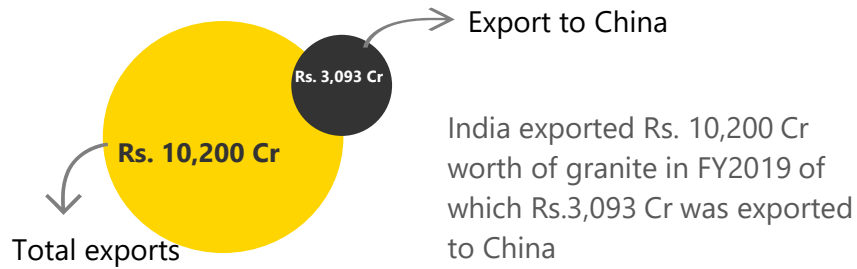 Export to China
Rs. 3,093 Cr
Rs. 10,200 Cr
Total exports
India exported Rs. 10,200 Cr
worth of granite in FY2019 of
which Rs.3,093 Cr was exported
to China